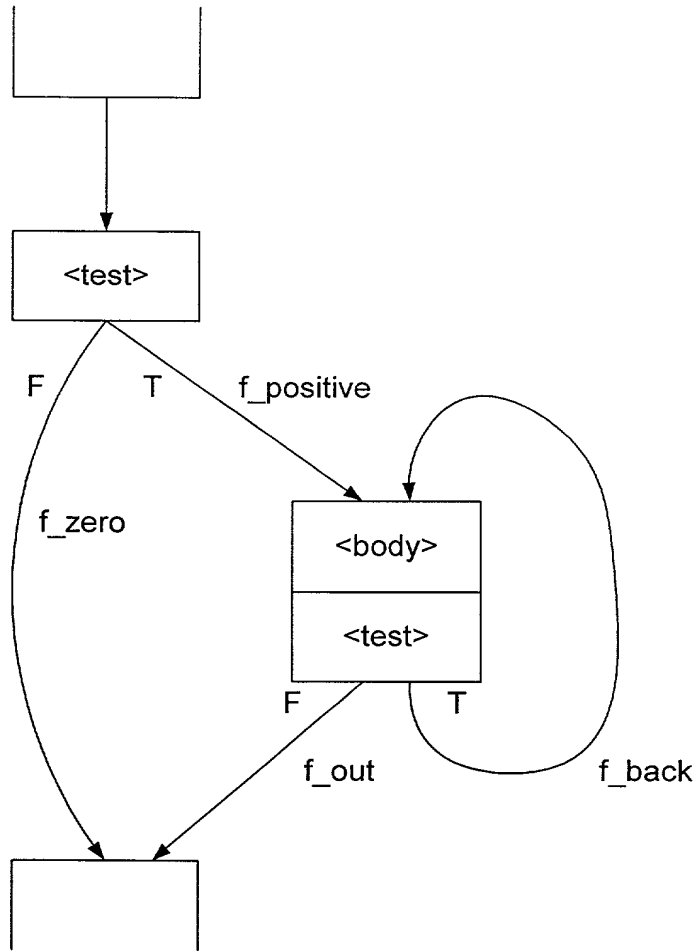 <test>
F
T
f_positive
f_zero
<body>
<test>
F
T
f_out
f_back